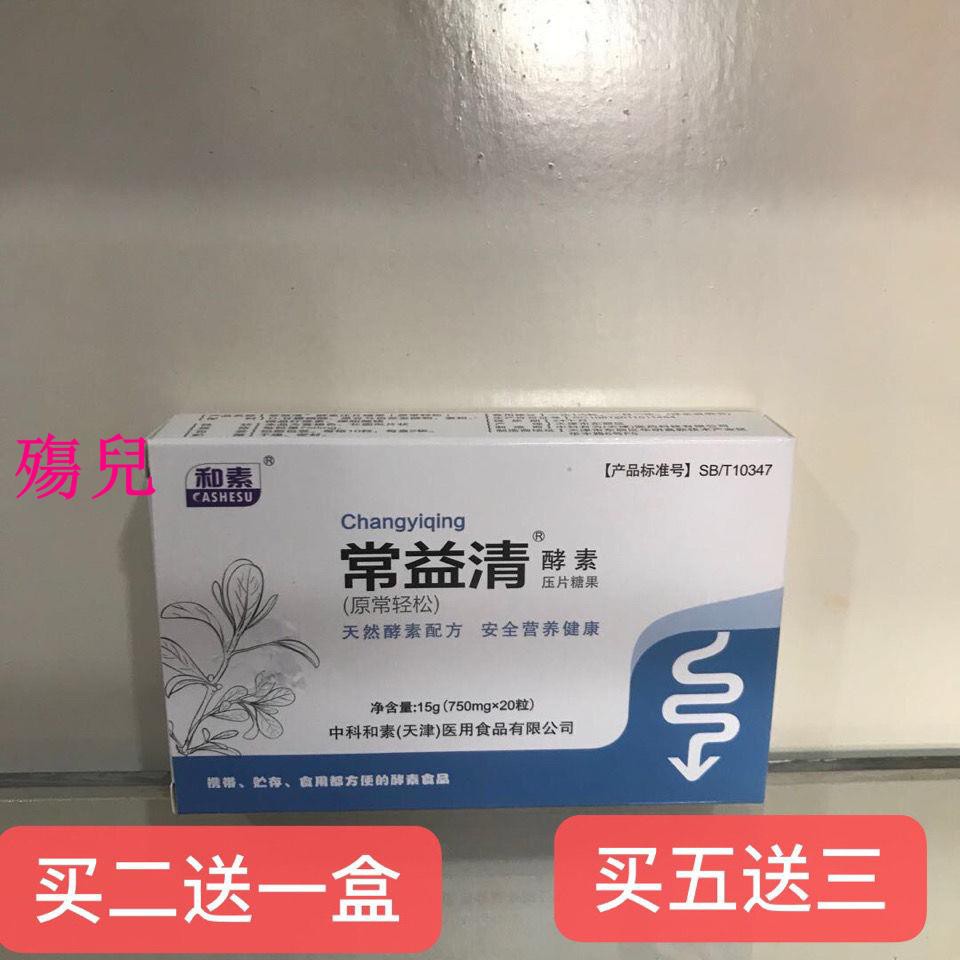 殤兒
和素®
CASHESU
【产品标准号】 SB/T10347
Changyiqing
常益清® 酵素
压片糖果
(原常轻松)
天然酵素配方 安全营养健康
净含量:15g(750mg×20粒)
中科和素(天津)医用食品有限公司
携带、贮存、食用都方便的酵素食品
买二送一盒
买五送三